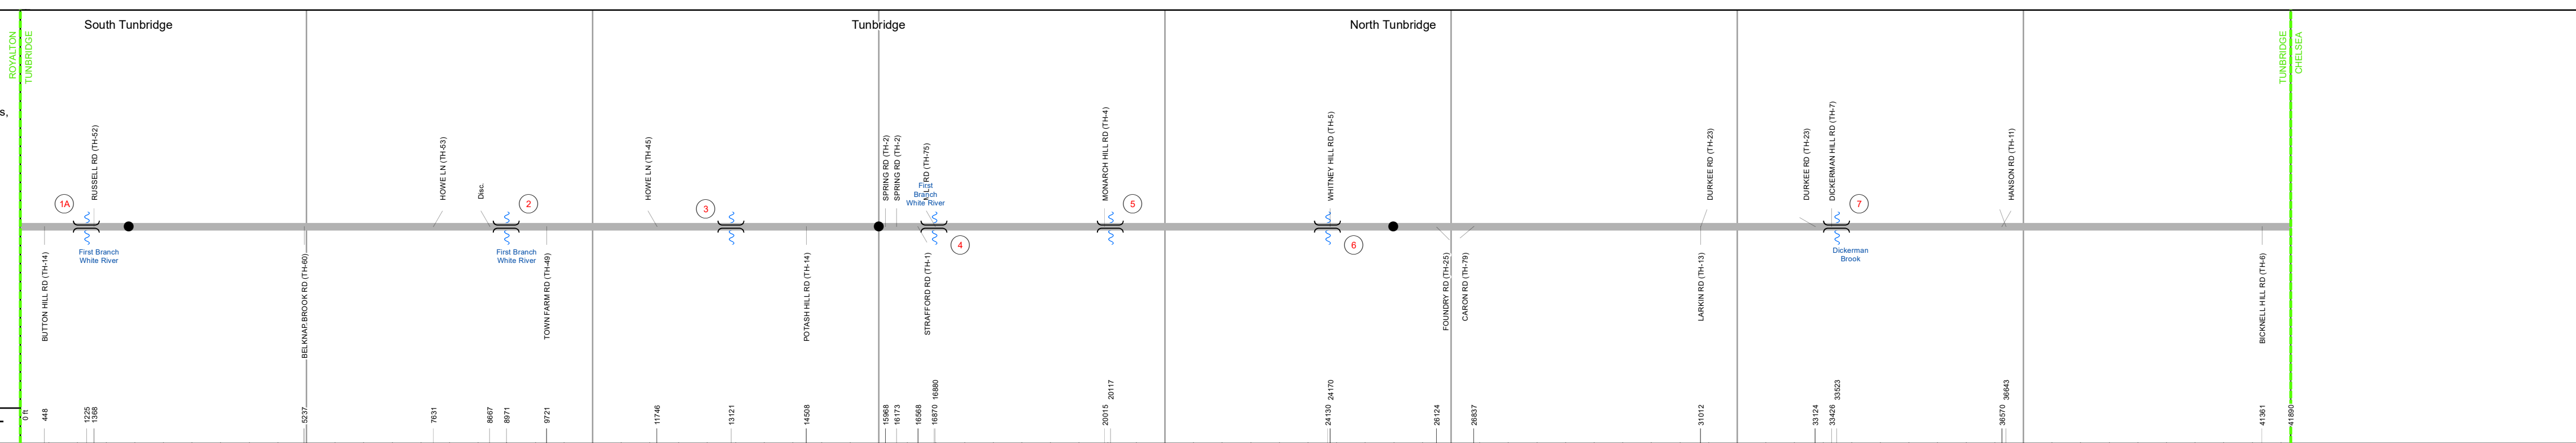 South Tunbridge
Tunbridge
North Tunbridge
ROYALTON
TUNBRIDGE
TUNBRIDGE
CHELSEA
s,
RUSSELL RD (TH-52)
HOWE LN (TH-53)
Disc.
HOWE LN (TH-45)
SPRING RD (TH-2)
SPRING RD (TH-2)
RD (TH-75)
MONARCH HILL RD (TH-4)
WHITNEY HILL RD (TH-5)
DURKEE RD (TH-23)
DURKEE RD (TH-23)
DICKERMAN HILL RD (TH-7)
HANSON RD (TH-11)
First
Branch
White River
1A
2
3
4
5
6
7
First Branch
White River
First Branch
White River
Dickerman
Brook
BUTTON HILL RD (TH-14)
BELKNAP BROOK RD (TH-60)
TOWN FARM RD (TH-49)
POTASH HILL RD (TH-14)
STRAFFORD RD (TH-1)
FOUNDRY RD (TH-25)
CARON RD (TH-79)
LARKIN RD (TH-13)
BICKNELL HILL RD (TH-6)
0 ft
448
1225
1368
5237
7631
8667
8971
9721
11746
13121
14508
15968
16173
16568
16870
16880
20015
20117
24130
24170
26124
26837
31012
33124
33426
33523
36570
36643
41361
41890